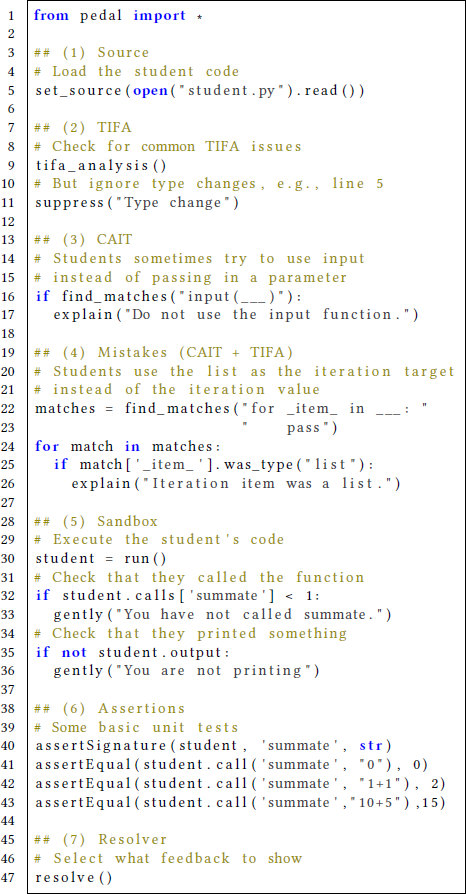 1 from pedal import *
2
3 ## (1) Source
4 # Load the student code
5 set_source(open("student.py").read())
6
7 ## (2) TIFA
8 # Check for common TIFA issues
9 tifa_analysis()
10 # But ignore type changes, e.g., line 5
11 suppress("Type change")
12
13 ## (3) CAIT
14 # Students sometimes try to use input
15 # instead of passing in a parameter
16 if find_matches("input(___)"):
17   explain("Do not use the input function.")
18
19 ## (4) Mistakes (CAIT + TIFA)
20 # Students use the list as the iteration target
21 # instead of the iteration value
22 matches = find_matches("for _item_ in ___: "
23                        "    pass")
24 for match in matches:
25   if match['_item_'].was_type("list"):
26     explain("Iteration item was a list.")
27
28 ## (5) Sandbox
29 # Execute the student's code
30 student = run()
31 # Check that they called the function
32 if student.calls['summate'] < 1:
33   gently("You have not called summate.")
34 # Check that they printed something
35 if not student.output:
36   gently("You are not printing")
37
38 ## (6) Assertions
39 # Some basic unit tests
40 assertSignature(student, 'summate', str)
41 assertEqual(student.call('summate', "0"), 0)
42 assertEqual(student.call('summate', "1+1"), 2)
43 assertEqual(student.call('summate',"10+5"),15)
44
45 ## (7) Resolver
46 # Select what feedback to show
47 resolve()